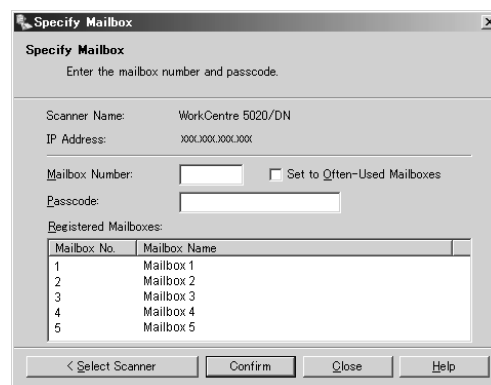 Specify Mailbox
Specify Mailbox
Enter the mailbox number and passcode.
Scanner Name: WorkCentre 5020/DN
IP Address: XXX.XXX.XXX.XXX
Mailbox Number: Set to Often-Used Mailboxes
Passcode:
Registered Mailboxes:
Mailbox No. Mailbox Name
1 Mailbox 1
2 Mailbox 2
3 Mailbox 3
4 Mailbox 4
5 Mailbox 5
< Select Scanner Confirm Close Help